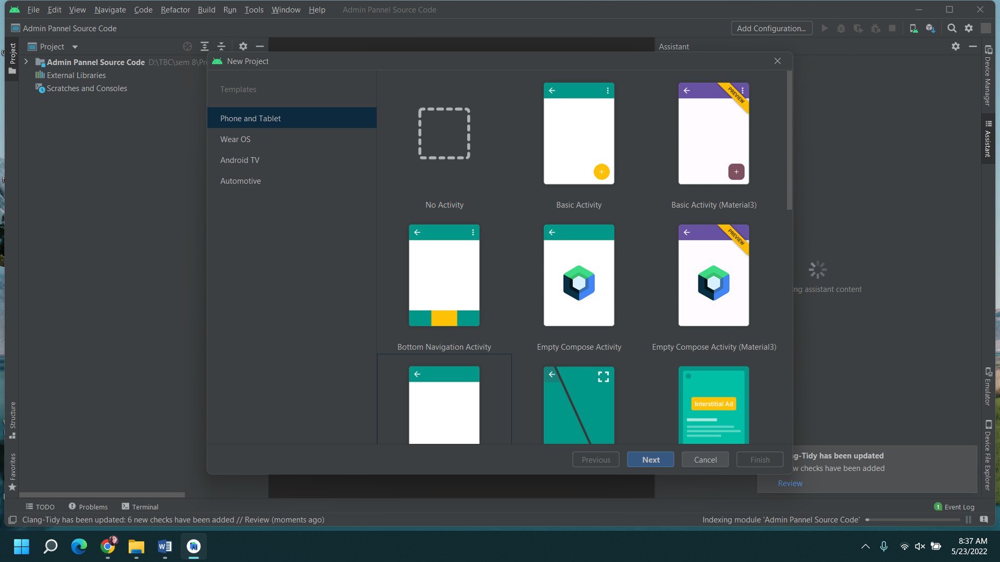 File Edit View Navigate Code Refactor Build Run Tools Window Help Admin Pannel Source Code
Admin Pannel Source Code
Add Configuration...
Project
Assistant
Admin Pannel Source Code D:\TBC\sem 8\Pr
External Libraries
Scratches and Consoles
Project
Structure
Favorites
New Project
Templates
Phone and Tablet
Wear OS
Android TV
Automotive
PREVIEW
No Activity
Basic Activity
Basic Activity (Material3)
PREVIEW
Bottom Navigation Activity
Empty Compose Activity
Empty Compose Activity (Material3)
Interstitial Ad
Previous
Next
Cancel
Finish
ng assistant content
g-Tidy has been updated
w checks have been added
Review
Device Manager
Assistant
Emulator
Device File Explorer
TODO Problems Terminal
1 Event Log
Clang-Tidy has been updated: 6 new checks have been added // Review (moments ago)
Indexing module 'Admin Pannel Source Code'
8:37 AM
5/23/2022